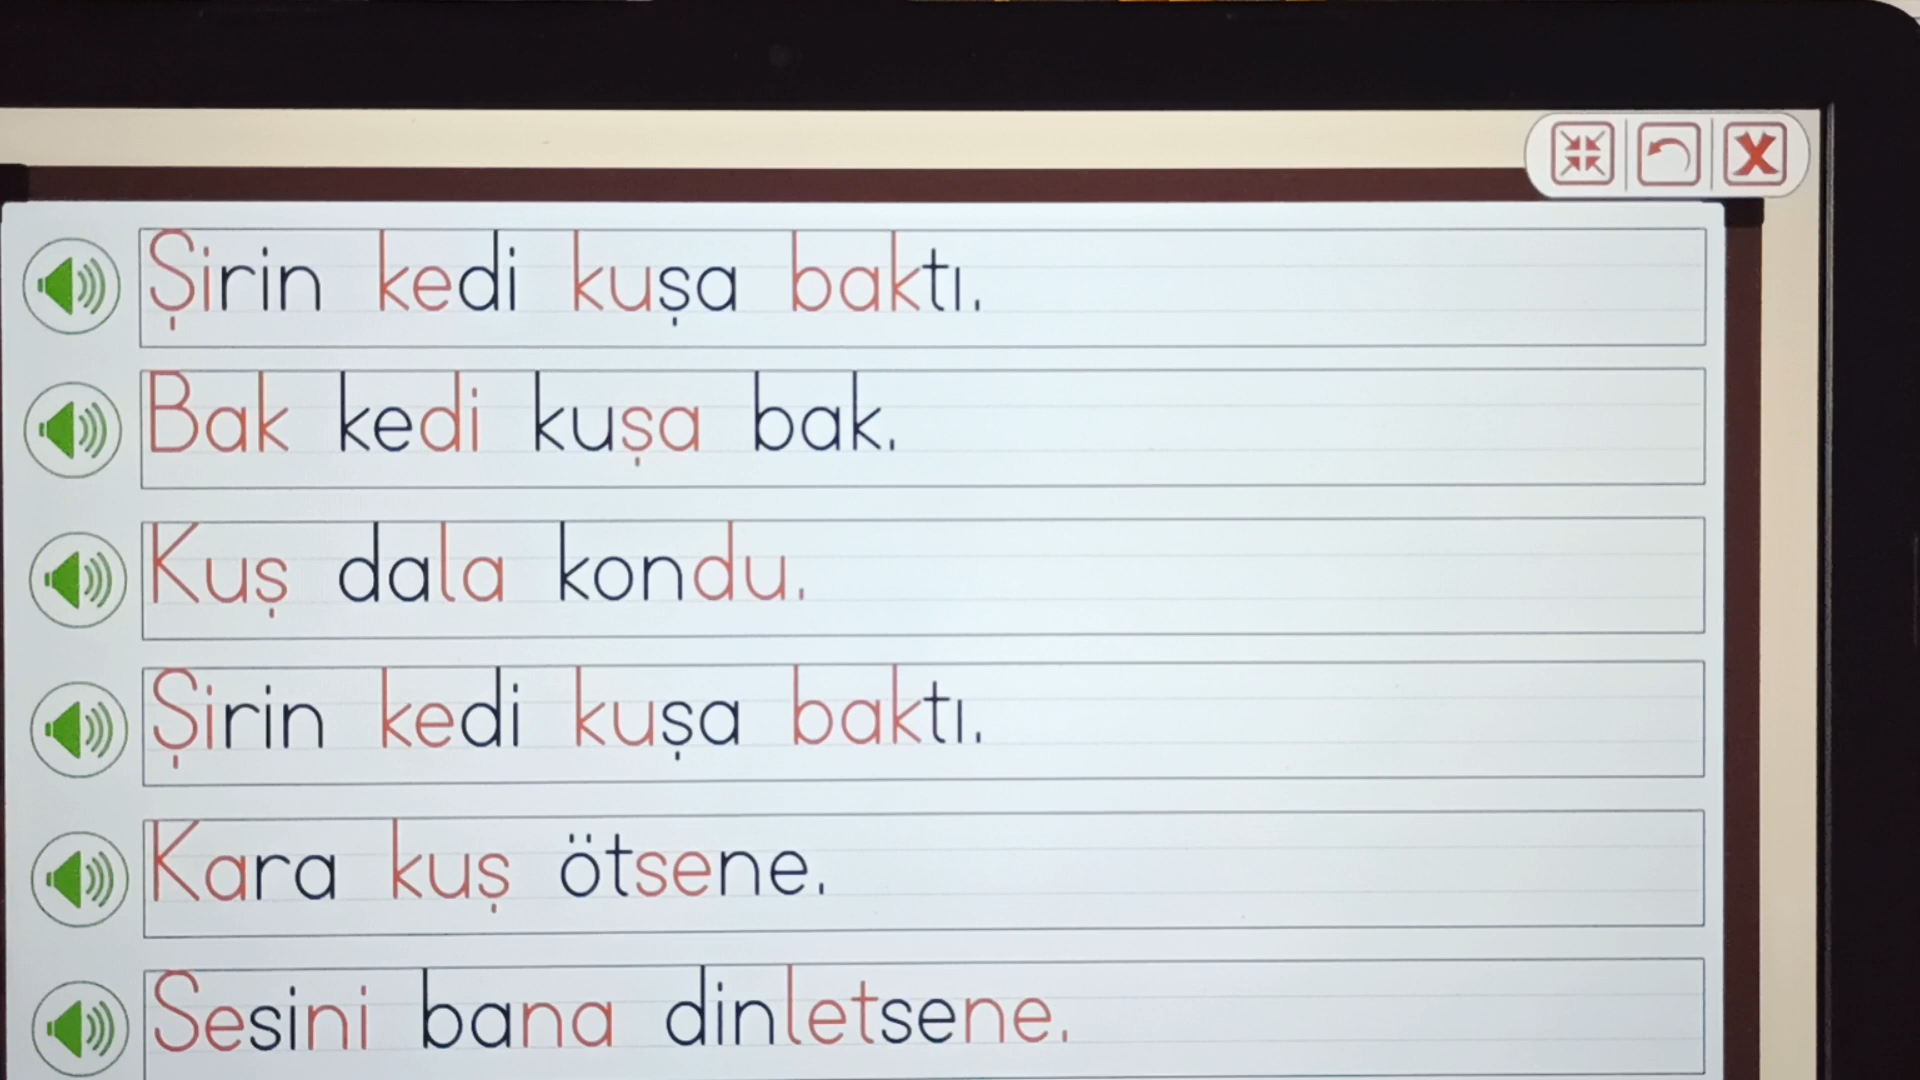 Şirin kedi kuşa baktı.
Bak kedi kuşa bak.
Kuş dala kondu.
Şirin kedi kuşa baktı.
Kara kuş ötsene.
Sesini bana dinletsene.